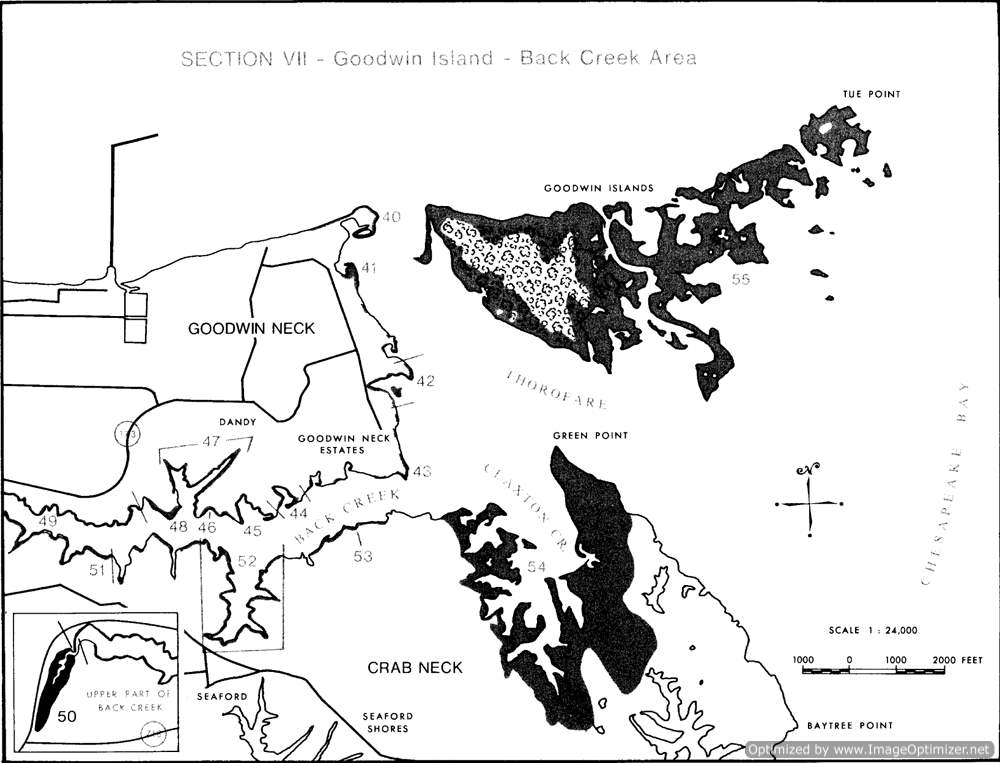 SECTION VII - Goodwin Island - Back Creek Area
TUE POINT
GOODWIN ISLANDS
40
41
55
GOODWIN NECK
THOROFARE
42
DANDY
47
GOODWIN NECK
ESTATES
GREEN POINT
CHESAPEAKE BAY
43
CLAXTON CR.
BACK CREEK
44
49
48
46
45
53
52
51
54
SCALE 1 : 24,000
1000 0 1000 2000 FEET
CRAB NECK
UPPER PART OF
BACK CREEK
50
SEAFORD
SEAFORD
SHORES
BAYTREE POINT
Optimized by www.ImageOptimizer.net